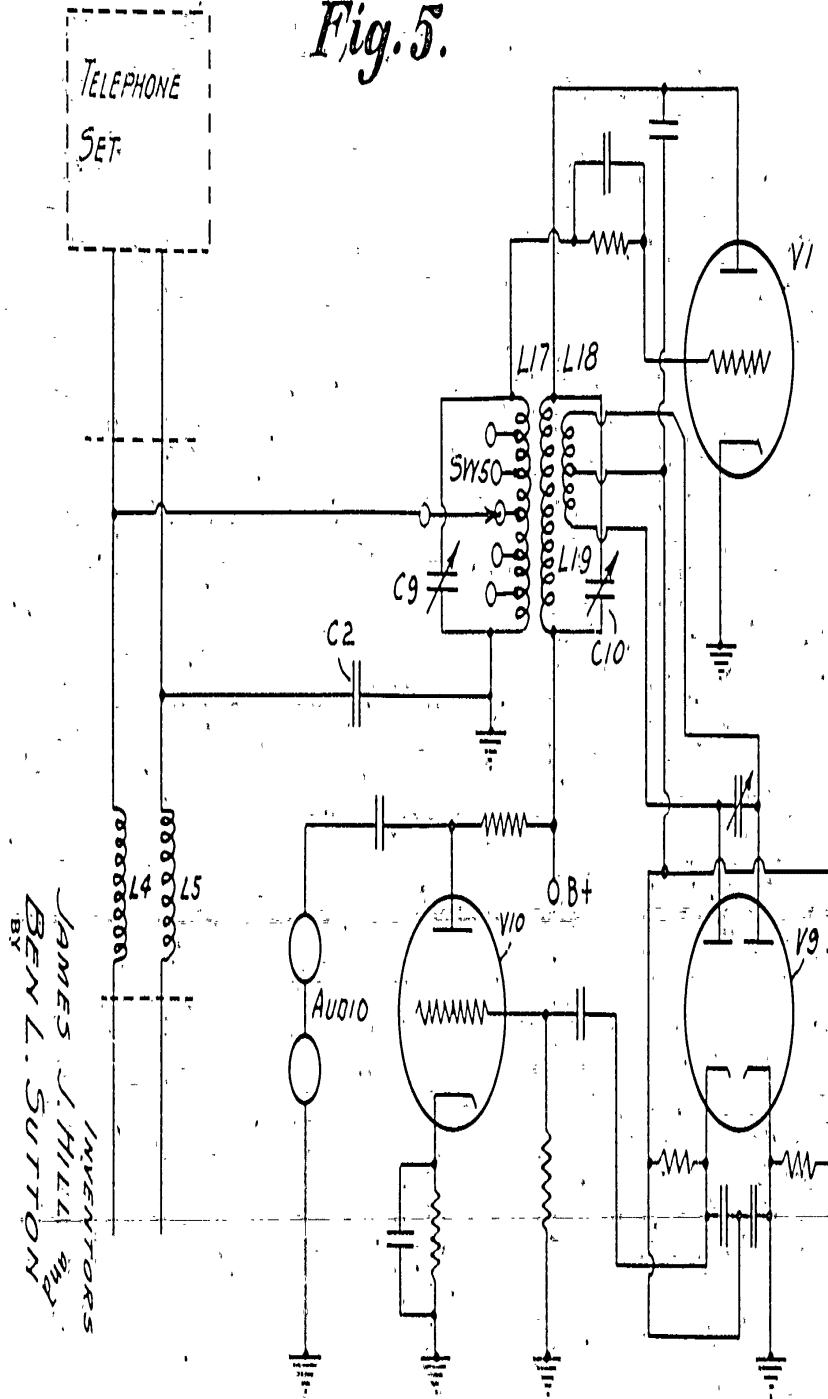 Fig. 5.
TELEPHONE
SET
V1
L17 L18
SW5
L19
C9
C10
C2
B+
L4 L5
V10
V9
AUDIO
INVENTORS
JAMES J. HILL and
BEN L. SUTTON
BY